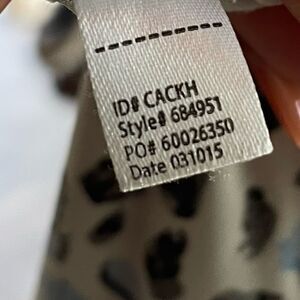 ID# CACKH
Style# 684951
PO# 60026350
Date 031015